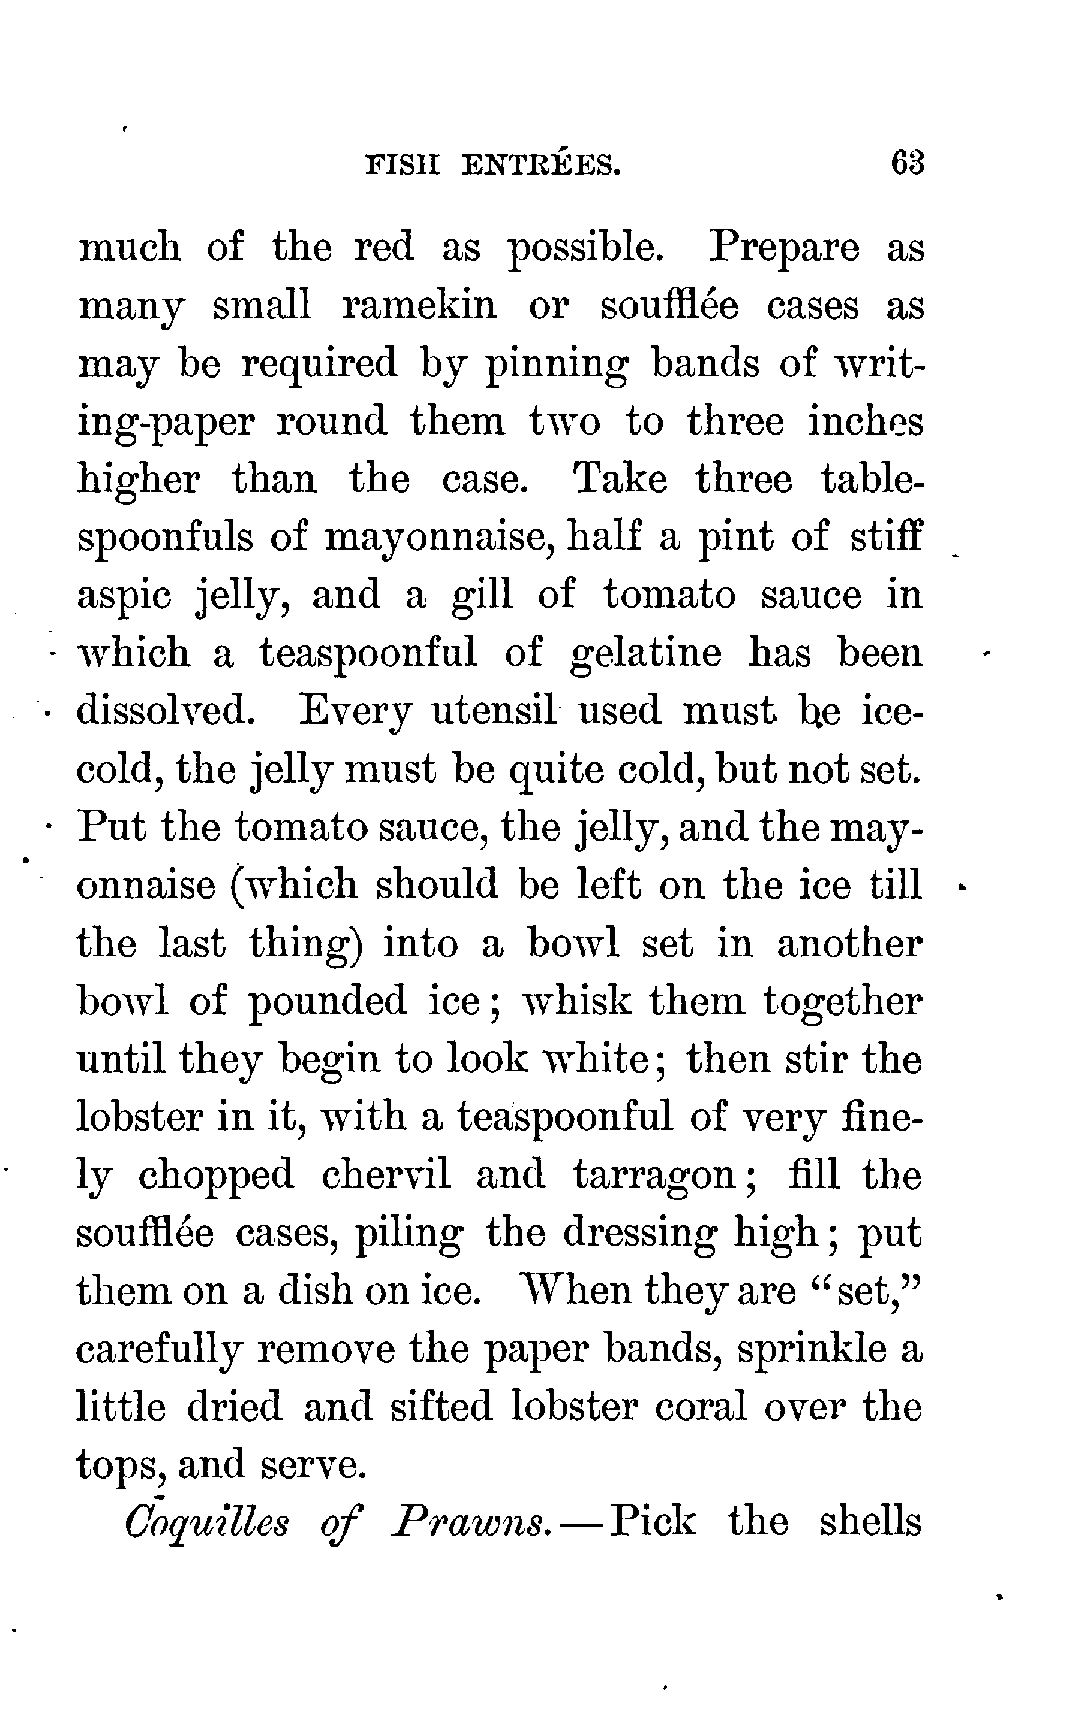 FISH ENTRÉES. 63
much of the red as possible. Prepare as
many small ramekin or soufflée cases as
may be required by pinning bands of writ-
ing-paper round them two to three inches
higher than the case. Take three table-
spoonfuls of mayonnaise, half a pint of stiff
aspic jelly, and a gill of tomato sauce in
which a teaspoonful of gelatine has been
dissolved. Every utensil used must be ice-
cold, the jelly must be quite cold, but not set.
Put the tomato sauce, the jelly, and the may-
onnaise (which should be left on the ice till
the last thing) into a bowl set in another
bowl of pounded ice; whisk them together
until they begin to look white; then stir the
lobster in it, with a teaspoonful of very fine-
ly chopped chervil and tarragon; fill the
soufflée cases, piling the dressing high; put
them on a dish on ice. When they are "set,"
carefully remove the paper bands, sprinkle a
little dried and sifted lobster coral over the
tops, and serve.
Coquilles of Prawns.—Pick the shells